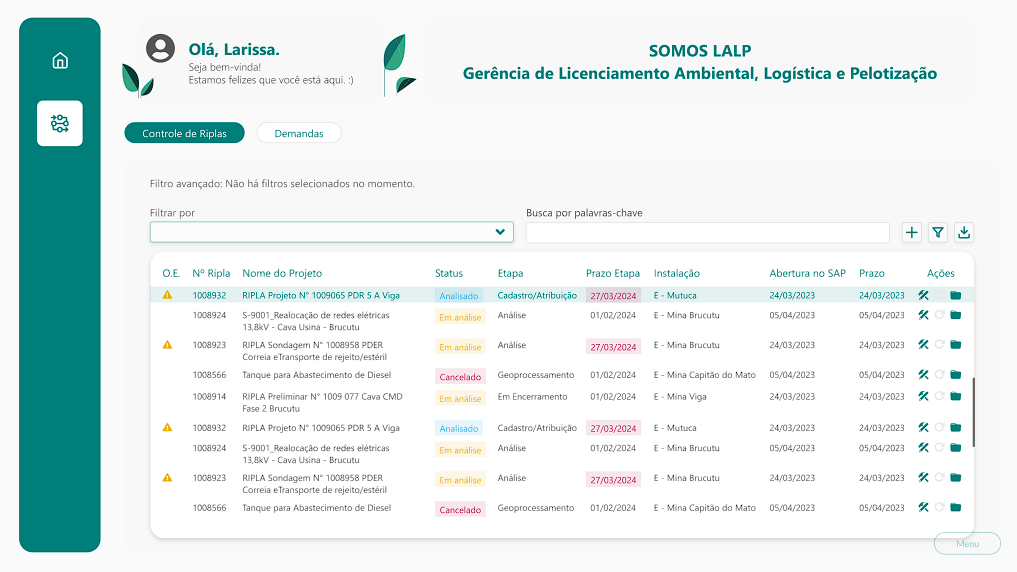 Olá, Larissa.
Seja bem-vinda!
Estamos felizes que você está aqui. :)
SOMOS LALP
Gerência de Licenciamento Ambiental, Logística e Pelotização
Controle de Riplas
Demandas
Filtro avançado: Não há filtros selecionados no momento.
Filtrar por
Busca por palavras-chave
O.E. Nº Ripla Nome do Projeto Status Etapa Prazo Etapa Instalação Abertura no SAP Prazo Ações
1008932 RIPLA Projeto N° 1009065 PDR 5 A Viga Analisado Cadastro/Atribuição 27/03/2024 E - Mutuca 24/03/2023 24/03/2023
1008924 S-9001_Realocação de redes elétricas Em análise Análise 01/02/2024 E - Mina Brucutu 05/04/2023 05/04/2023
13,8kV - Cava Usina - Brucutu
1008923 RIPLA Sondagem N° 1008958 PDER Em análise Análise 27/03/2024 E - Mina Brucutu 24/03/2023 24/03/2023
Correia eTransporte de rejeito/estéril
1008566 Tanque para Abastecimento de Diesel Cancelado Geoprocessamento 01/02/2024 E - Mina Capitão do Mato 05/04/2023 05/04/2023
1008914 RIPLA Preliminar N° 1009 077 Cava CMD Em análise Em Encerramento 01/02/2024 E - Mina Viga 24/03/2023 24/03/2023
Fase 2 Brucutu
1008932 RIPLA Projeto N° 1009065 PDR 5 A Viga Analisado Cadastro/Atribuição 27/03/2024 E - Mutuca 24/03/2023 24/03/2023
1008924 S-9001_Realocação de redes elétricas Em análise Análise 01/02/2024 E - Mina Brucutu 05/04/2023 05/04/2023
13,8kV - Cava Usina - Brucutu
1008923 RIPLA Sondagem N° 1008958 PDER Em análise Análise 27/03/2024 E - Mina Brucutu 24/03/2023 24/03/2023
Correia eTransporte de rejeito/estéril
1008566 Tanque para Abastecimento de Diesel Cancelado Geoprocessamento 01/02/2024 E - Mina Capitão do Mato 05/04/2023 05/04/2023
Menu